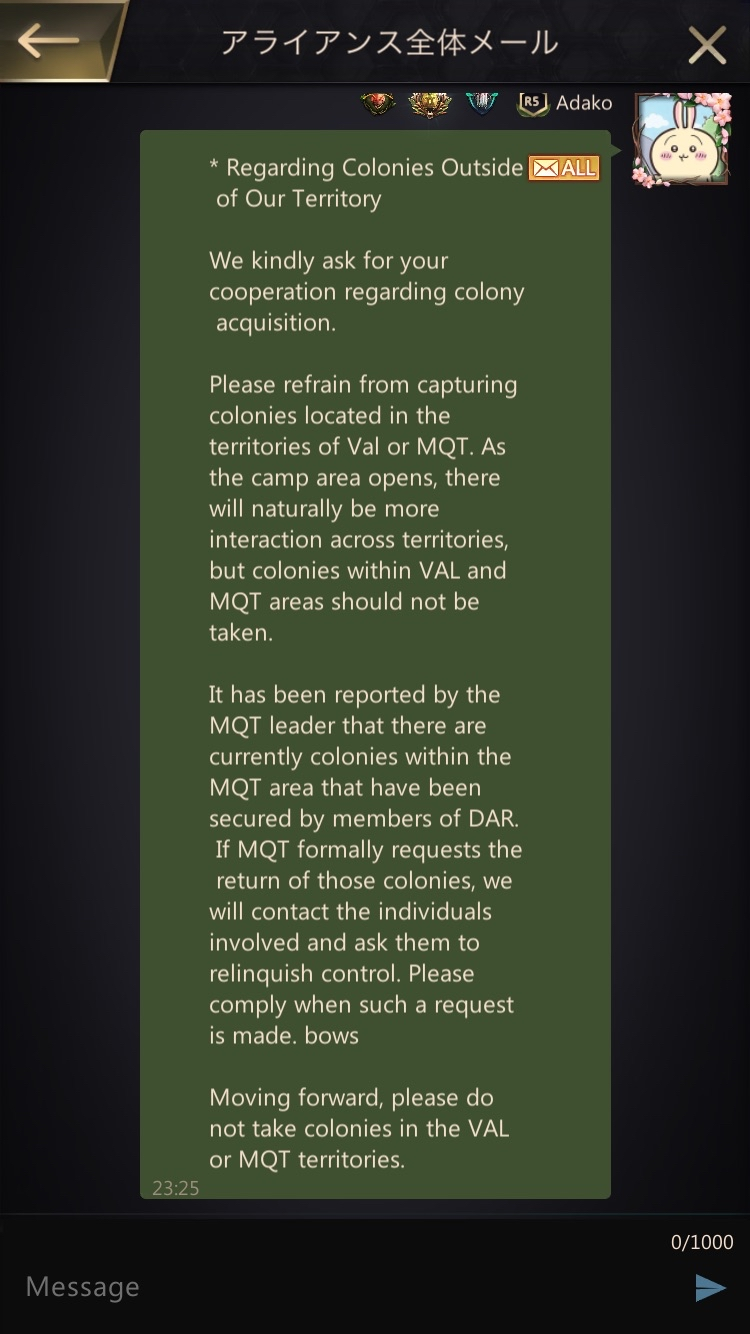 アライアンス全体メール
R5 Adako
* Regarding Colonies Outside ALL
of Our Territory
We kindly ask for your
cooperation regarding colony
acquisition.
Please refrain from capturing
colonies located in the
territories of Val or MQT. As
the camp area opens, there
will naturally be more
interaction across territories,
but colonies within VAL and
MQT areas should not be
taken.
It has been reported by the
MQT leader that there are
currently colonies within the
MQT area that have been
secured by members of DAR.
If MQT formally requests the
return of those colonies, we
will contact the individuals
involved and ask them to
relinquish control. Please
comply when such a request
is made. bows
Moving forward, please do
not take colonies in the VAL
or MQT territories.
23:25
0/1000
Message